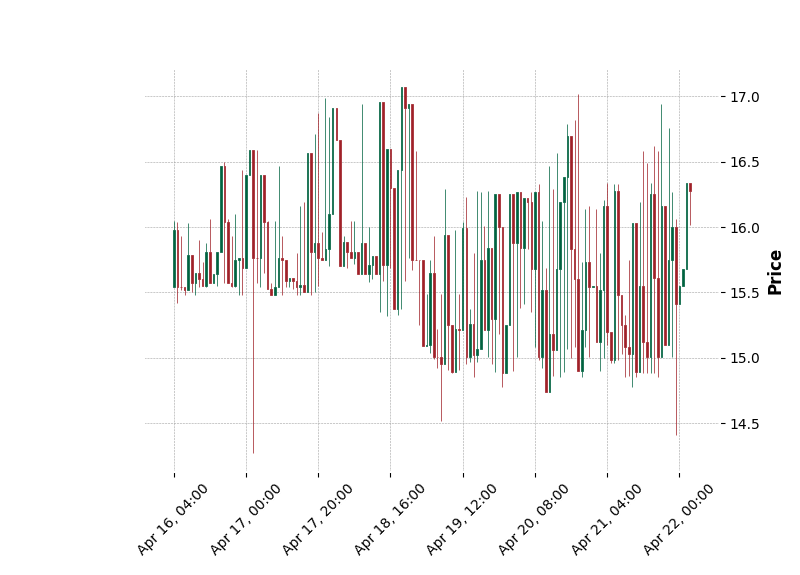 17.0
16.5
16.0
15.5
15.0
14.5
Price
Apr 16, 04:00
Apr 17, 00:00
Apr 17, 20:00
Apr 18, 16:00
Apr 19, 12:00
Apr 20, 08:00
Apr 21, 04:00
Apr 22, 00:00